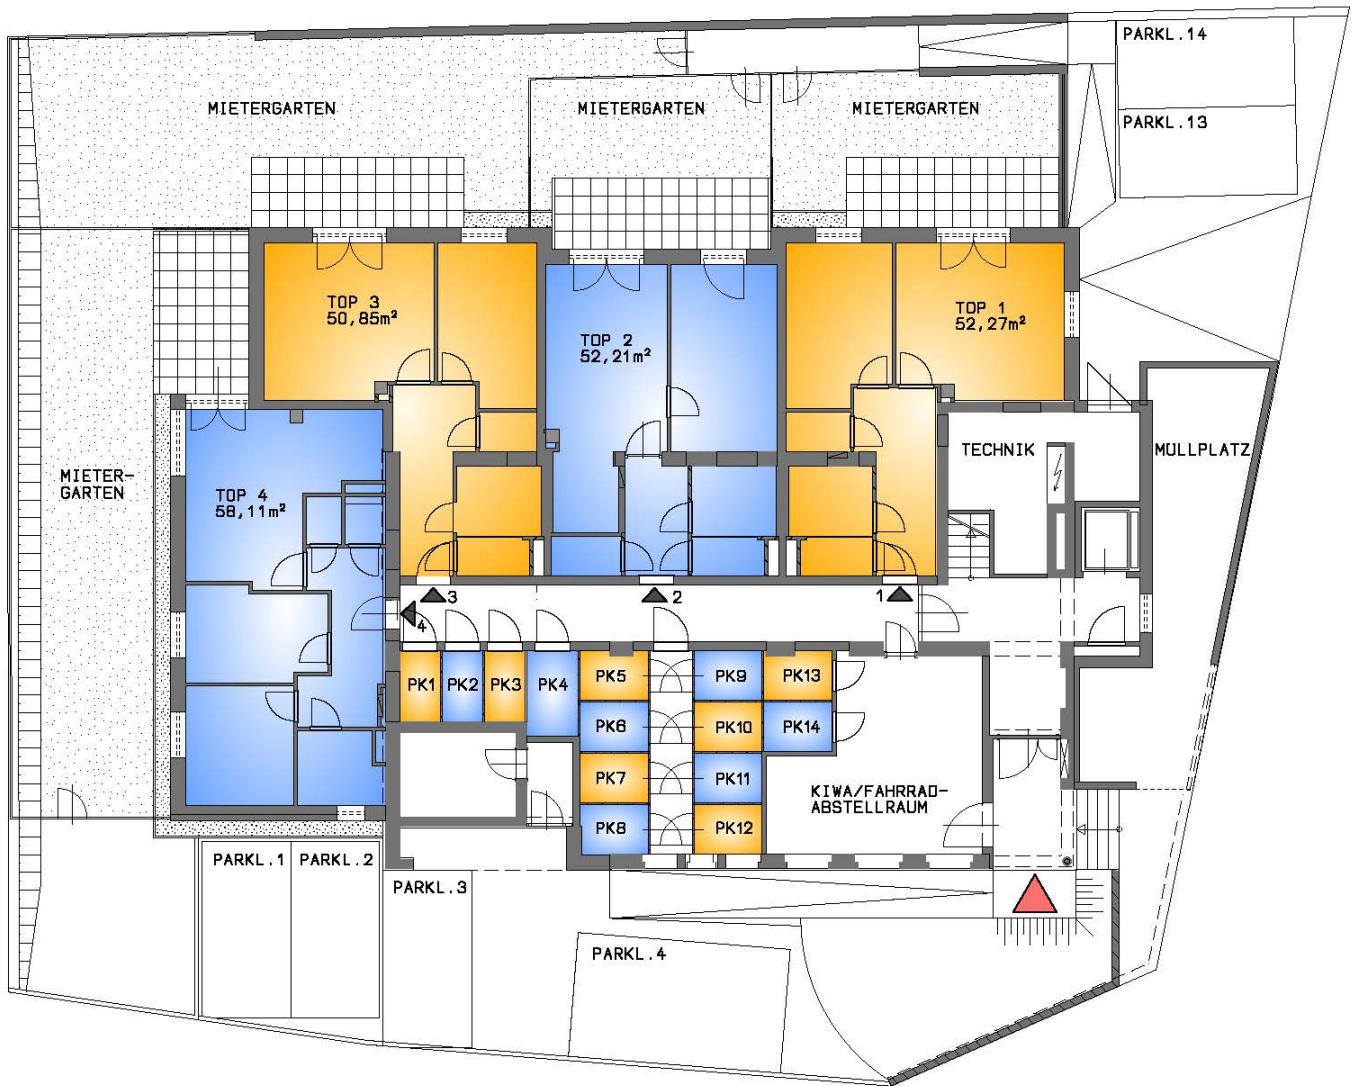 PARKL.14
MIETERGARTEN
MIETERGARTEN
MIETERGARTEN
PARKL.13
TOP 3
50,85m²
TOP 1
52,27m²
TOP 2
52,21m²
TECHNIK
MÜLLPLATZ
MIETER-
GARTEN
TOP 4
58,11m²
3
2
1
4
PK1
PK2
PK3
PK4
PK5
PK9
PK13
PK6
PK10
PK14
PK7
PK11
KIWA/FAHRRAD-
ABSTELLRAUM
PK8
PK12
PARKL.1
PARKL.2
PARKL.3
PARKL.4